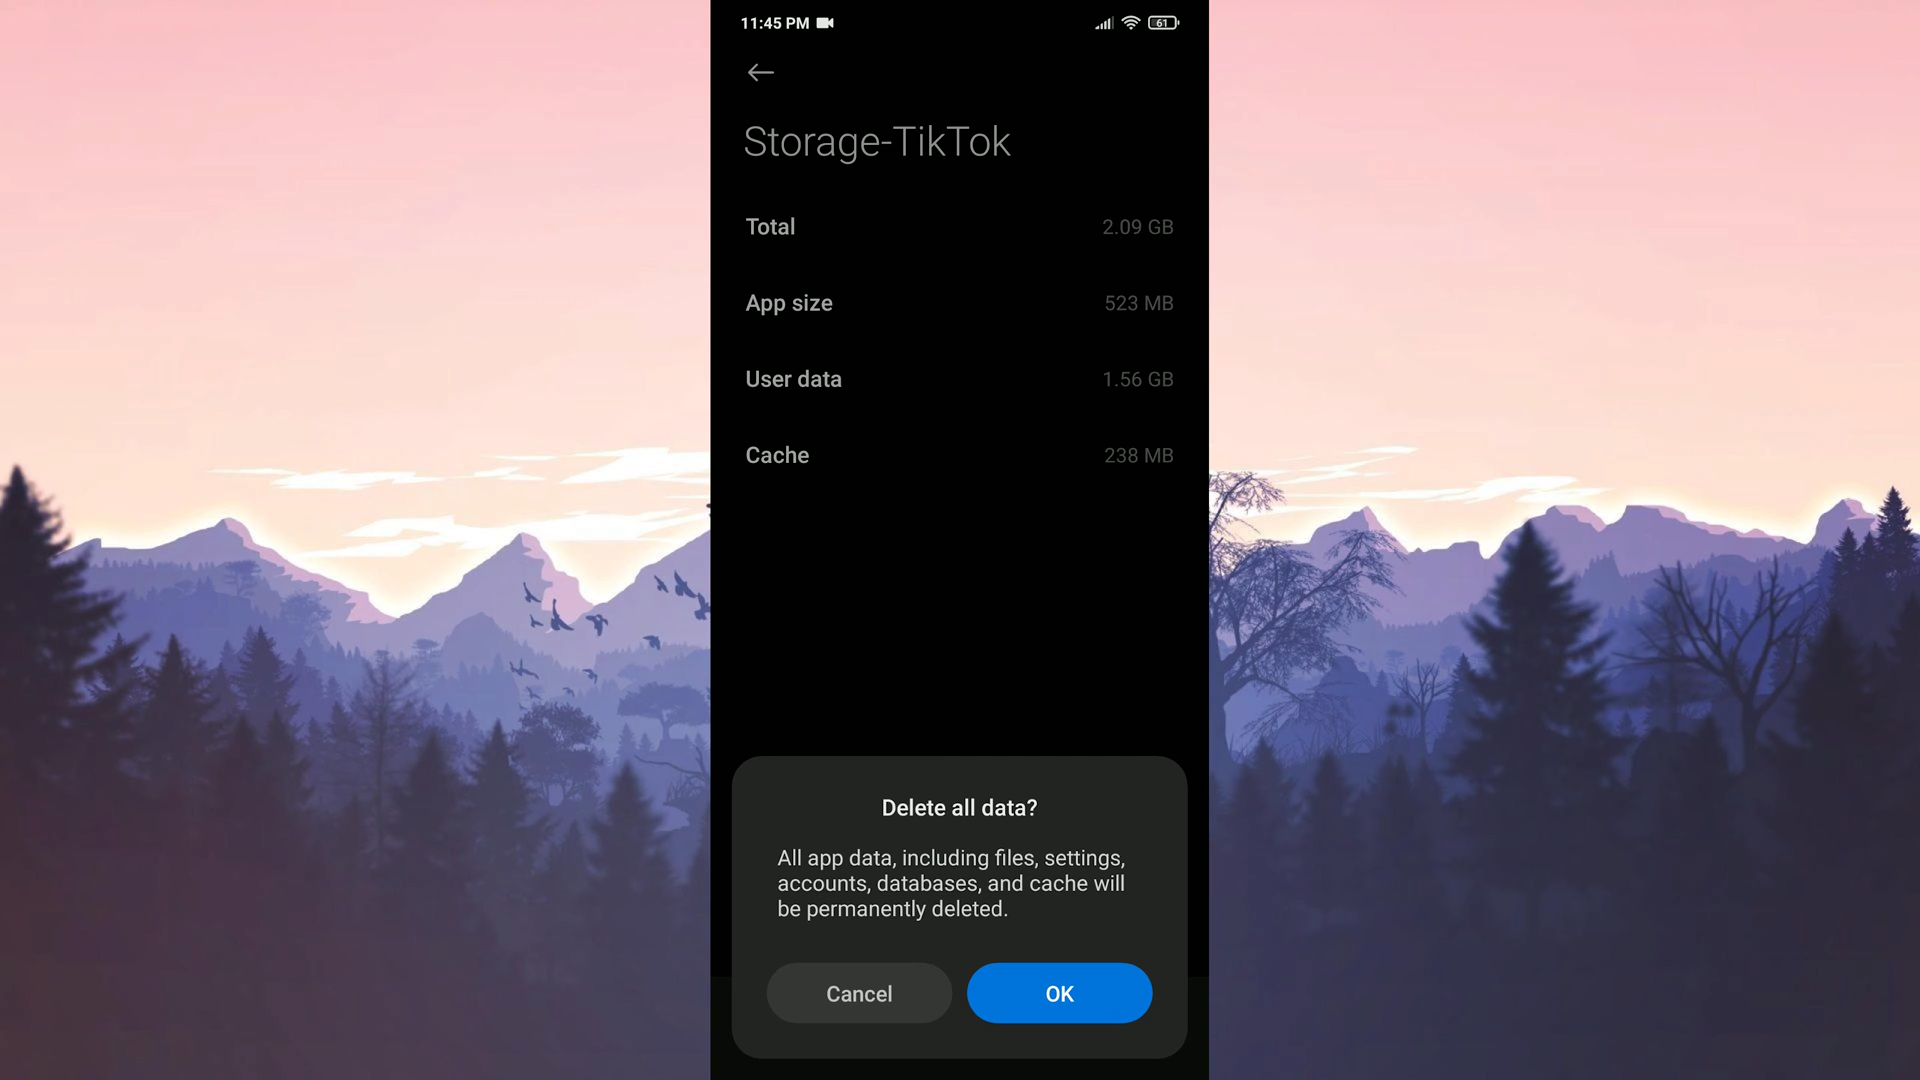 11:45 PM 61
Storage-TikTok
Total 2.09 GB
App size 523 MB
User data 1.56 GB
Cache 238 MB
Delete all data?
All app data, including files, settings,
accounts, databases, and cache will
be permanently deleted.
Cancel OK